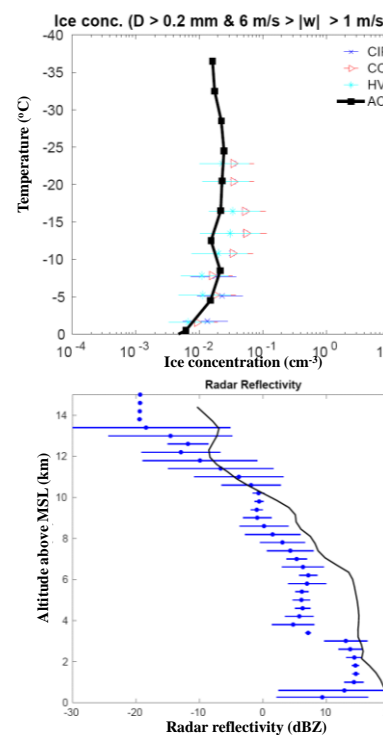 Ice conc. (D > 0.2 mm & 6 m/s > |w| > 1 m/s
CIP
CC
HV
AC
Temperature (°C)
-40
-35
-30
-25
-20
-15
-10
-5
0
10⁻⁴ 10⁻³ 10⁻² 10⁻¹ 10⁰ 10
Ice concentration (cm⁻³)
Radar Reflectivity
Altitude above MSL (km)
14
12
10
8
6
4
2
0
-30 -20 -10 0 10
Radar reflectivity (dBZ)